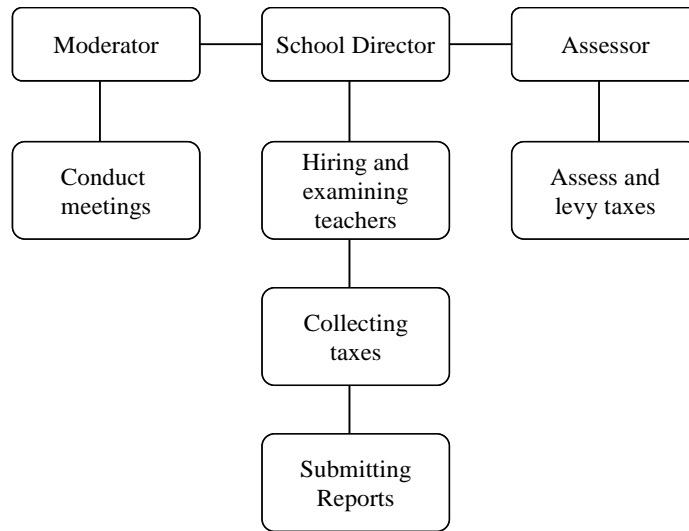 Moderator
School Director
Assessor
Conduct
meetings
Hiring and
examining
teachers
Assess and
levy taxes
Collecting
taxes
Submitting
Reports